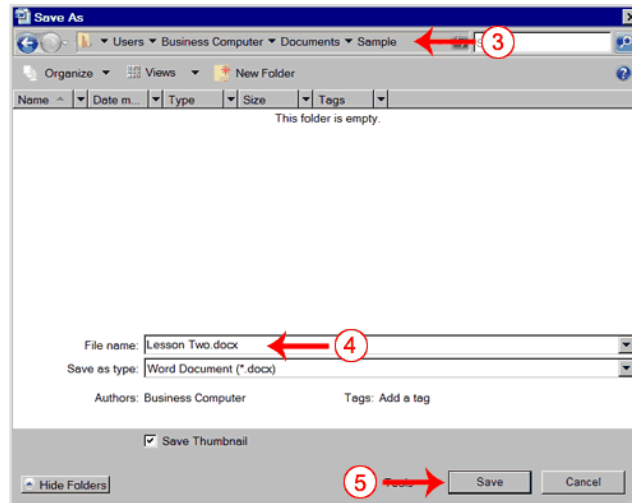 Save As
Users Business Computer Documents Sample 3
Organize Views New Folder
Name Date m... Type Size Tags
This folder is empty.
File name: Lesson Two.docx 4
Save as type: Word Document (*.docx)
Authors: Business Computer Tags: Add a tag
Save Thumbnail
Hide Folders 5 Tools Save Cancel